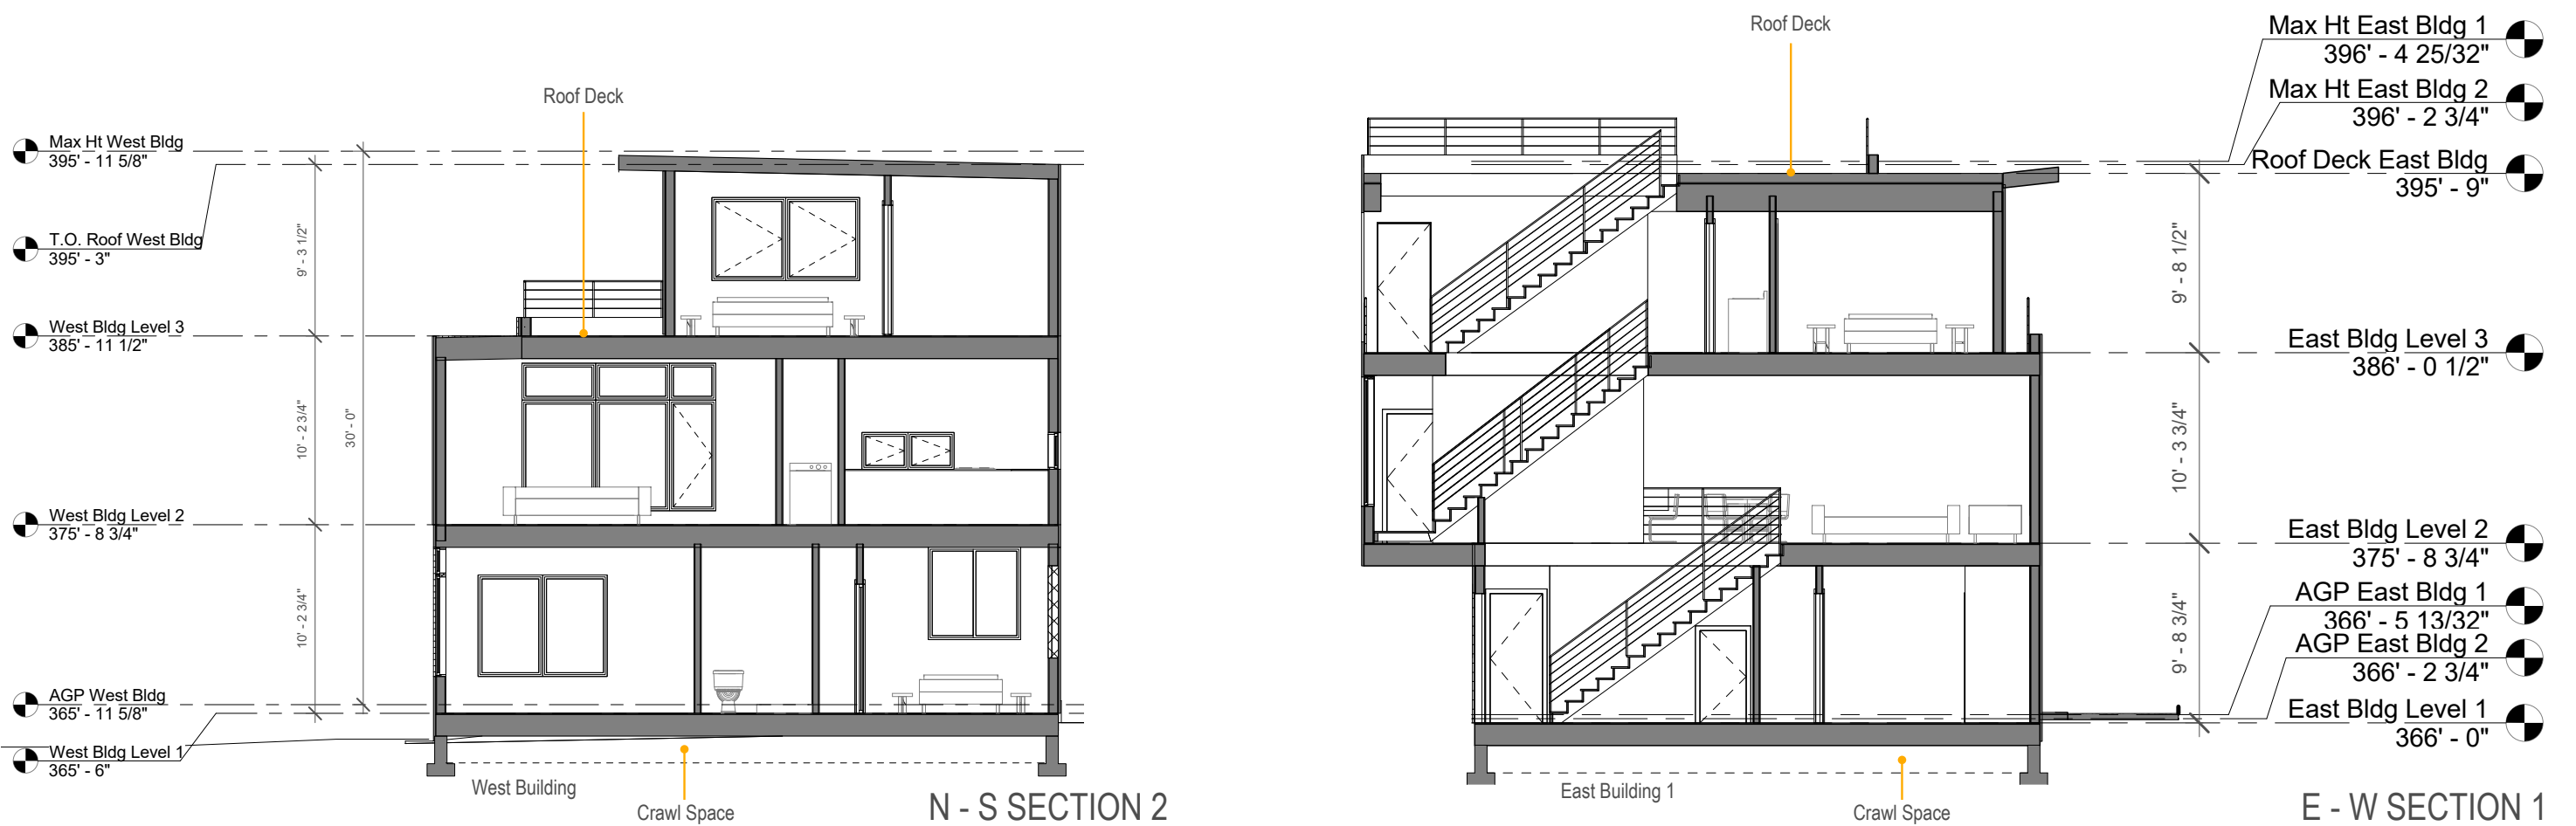 Roof Deck
Max Ht West Bldg
395' - 11 5/8"
T.O. Roof West Bldg
395' - 3"
West Bldg Level 3
385' - 11 1/2"
West Bldg Level 2
375' - 8 3/4"
AGP West Bldg
365' - 11 5/8"
West Bldg Level 1
365' - 6"
9' - 3 1/2"
10' - 2 3/4"
10' - 2 3/4"
30' - 0"
West Building
Crawl Space
N - S SECTION 2
Roof Deck
Max Ht East Bldg 1
396' - 4 25/32"
Max Ht East Bldg 2
396' - 2 3/4"
Roof Deck East Bldg
395' - 9"
East Bldg Level 3
386' - 0 1/2"
East Bldg Level 2
375' - 8 3/4"
AGP East Bldg 1
366' - 5 13/32"
AGP East Bldg 2
366' - 2 3/4"
East Bldg Level 1
366' - 0"
9' - 8 1/2"
10' - 3 3/4"
9' - 8 3/4"
East Building 1
Crawl Space
E - W SECTION 1